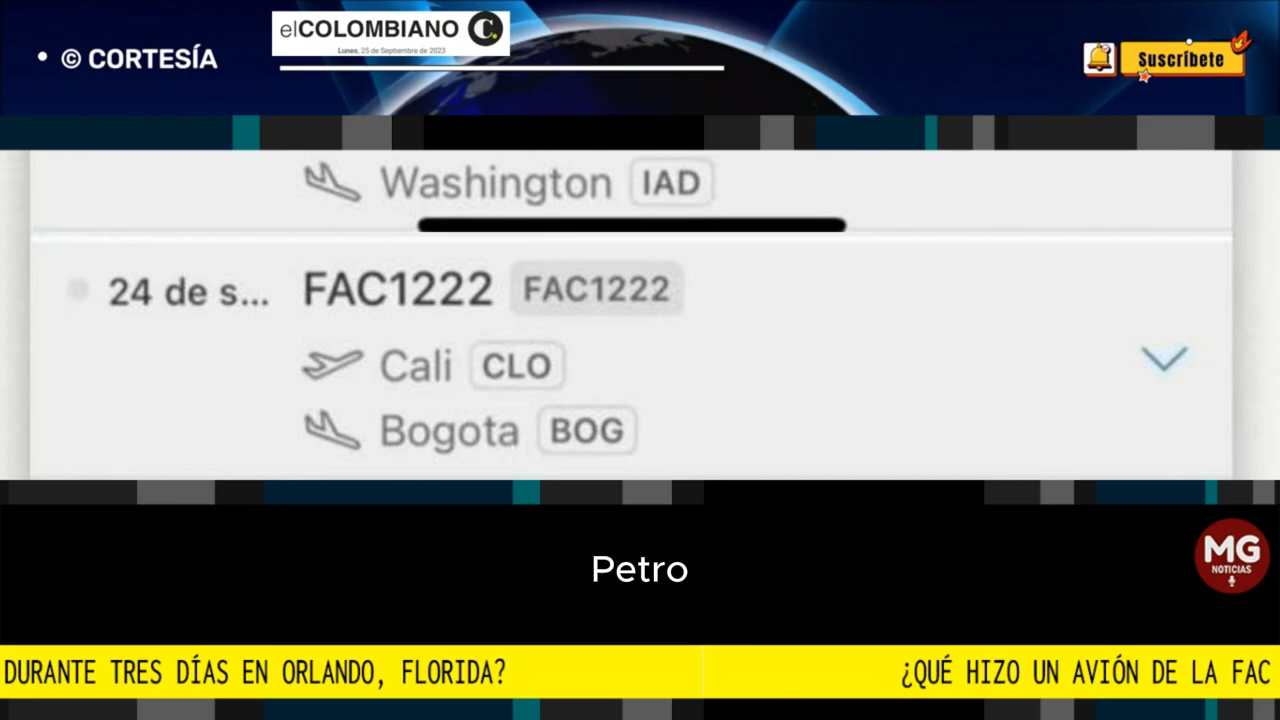 • © CORTESÍA
elCOLOMBIANO C.
Lunes, 25 de Septiembre de 2023
Suscríbete
Washington IAD
24 de s... FAC1222 FAC1222
Cali CLO
Bogota BOG
Petro
MG
NOTICIAS
DURANTE TRES DÍAS EN ORLANDO, FLORIDA? ¿QUÉ HIZO UN AVIÓN DE LA FAC